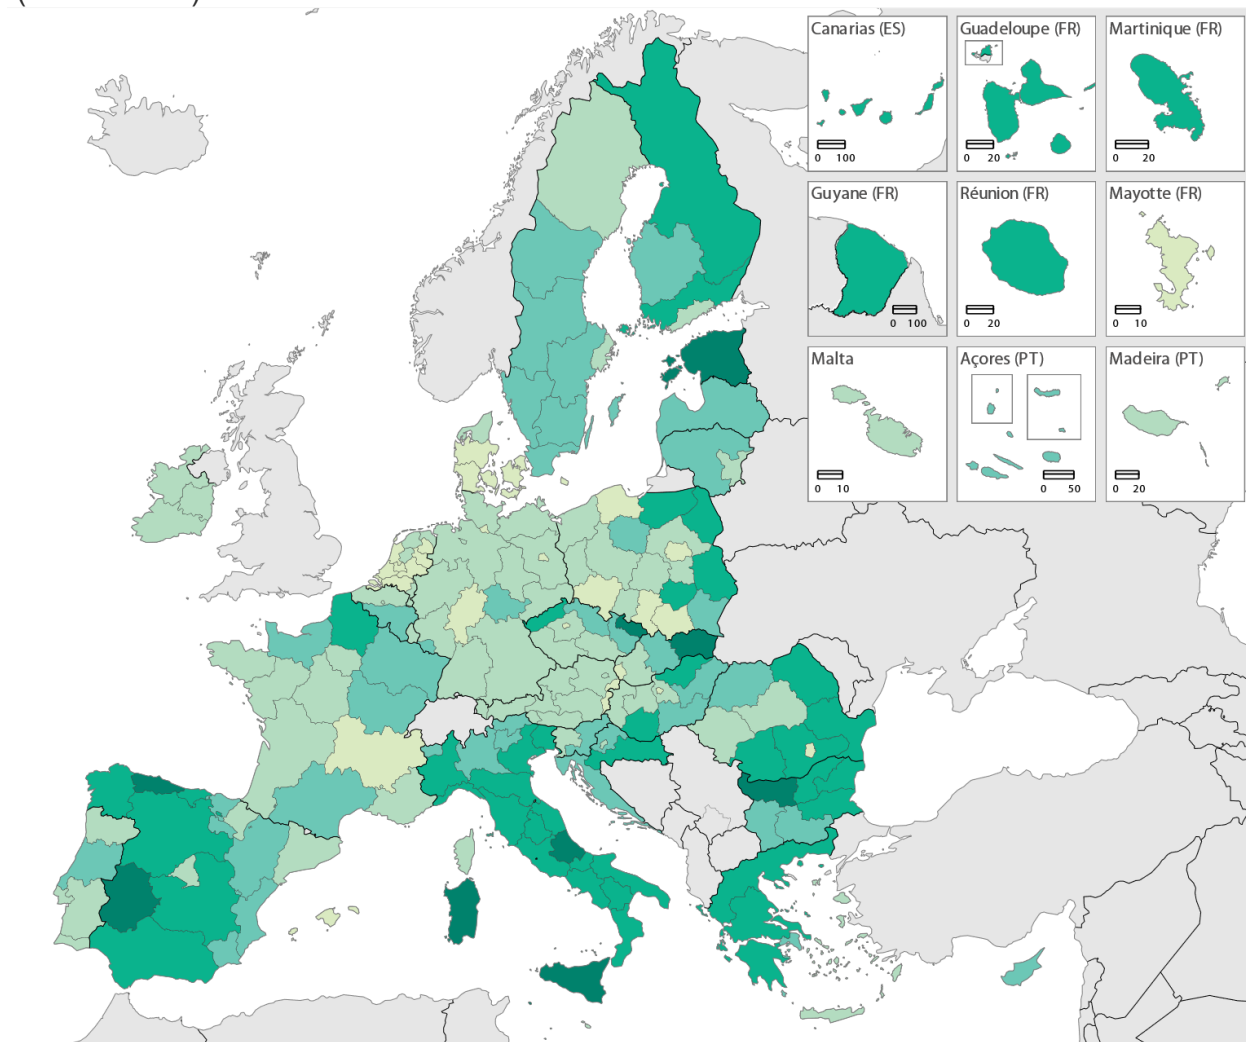 Canarias (ES)
0 100
Guadeloupe (FR)
0 20
Martinique (FR)
0 20
Guyane (FR)
0 100
Réunion (FR)
0 20
Mayotte (FR)
0 10
Malta
0 10
Açores (PT)
0 50
Madeira (PT)
0 20